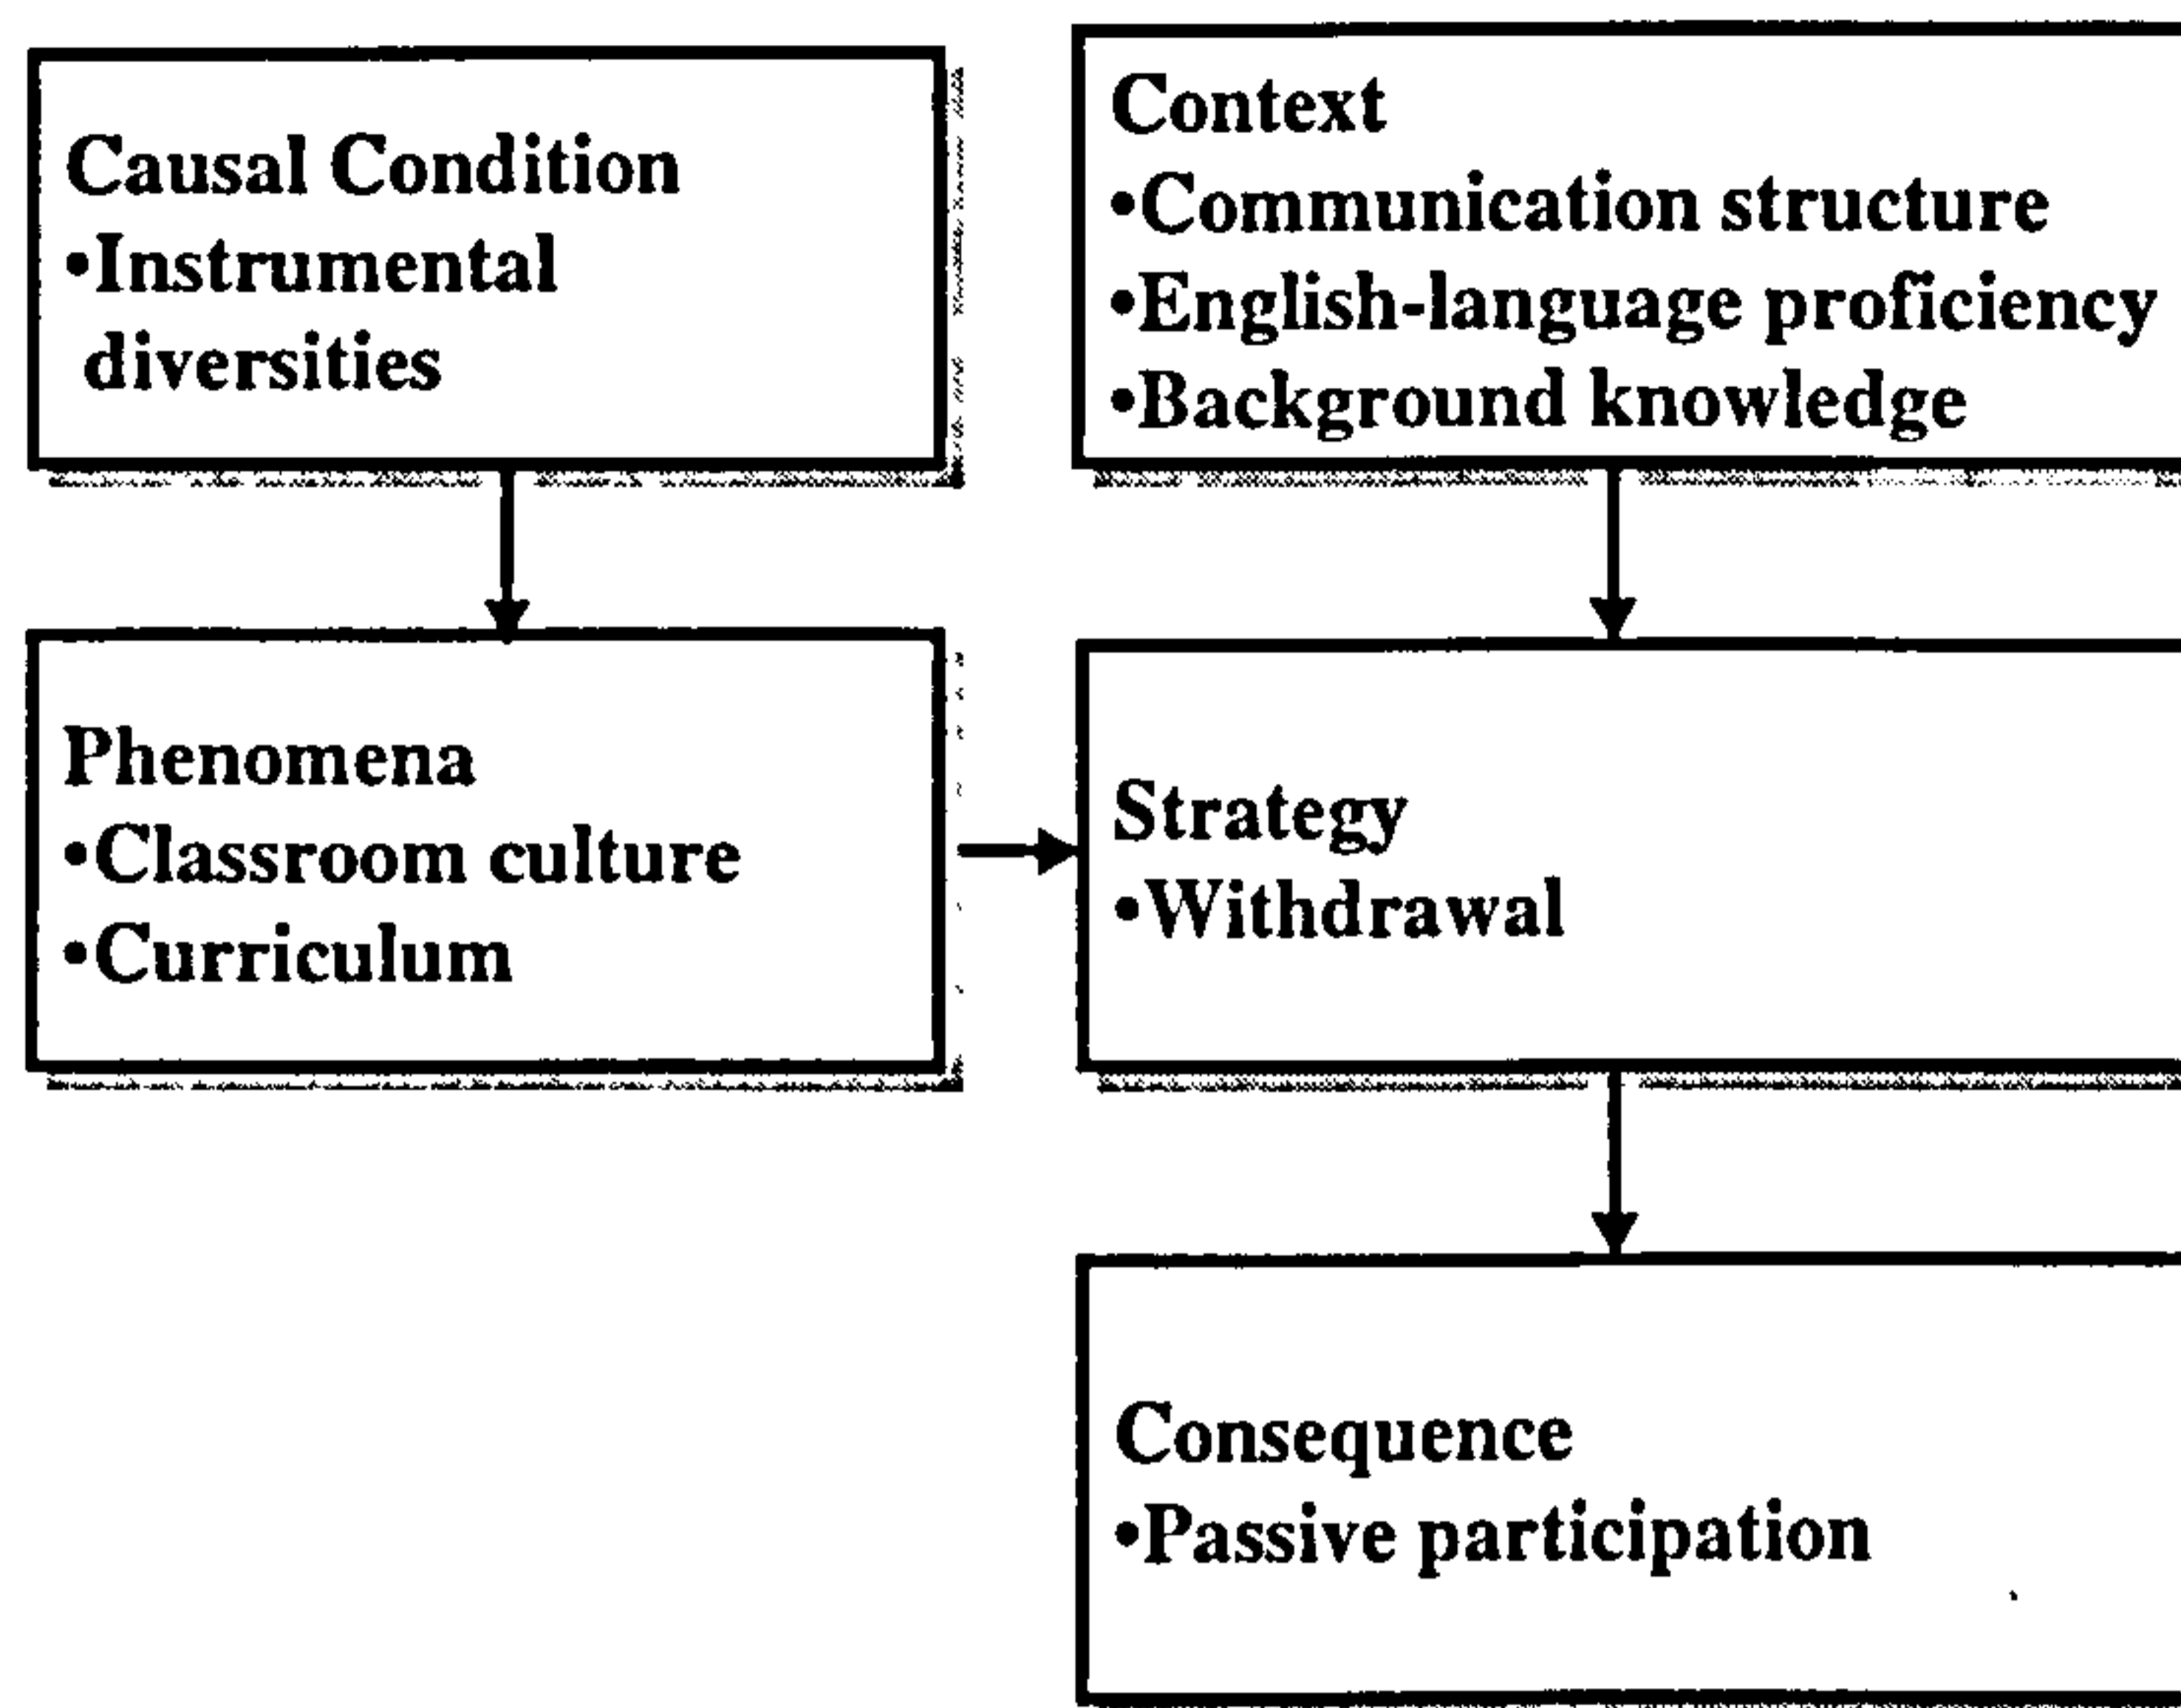 Causal Condition
•Instrumental
diversities
Context
•Communication structure
•English-language proficiency
•Background knowledge
Phenomena
•Classroom culture
•Curriculum
Strategy
•Withdrawal
Consequence
•Passive participation